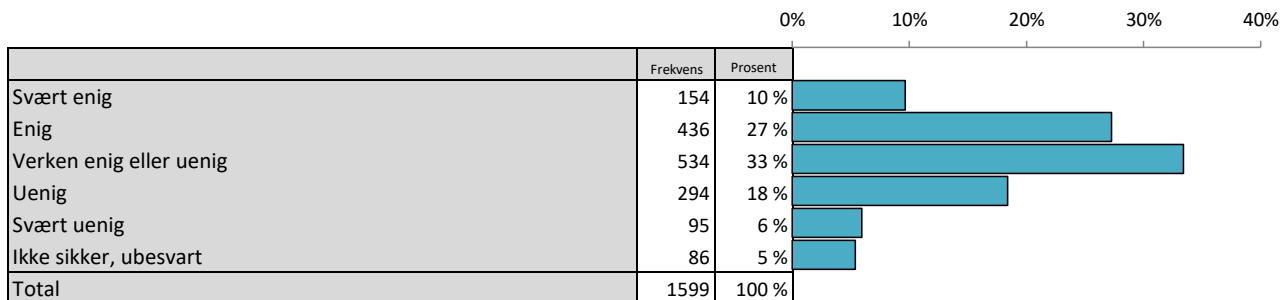 0% 10% 20% 30% 40%
Frekvens Prosent
Svært enig 154 10 %
Enig 436 27 %
Verken enig eller uenig 534 33 %
Uenig 294 18 %
Svært uenig 95 6 %
Ikke sikker, ubesvart 86 5 %
Total 1599 100 %